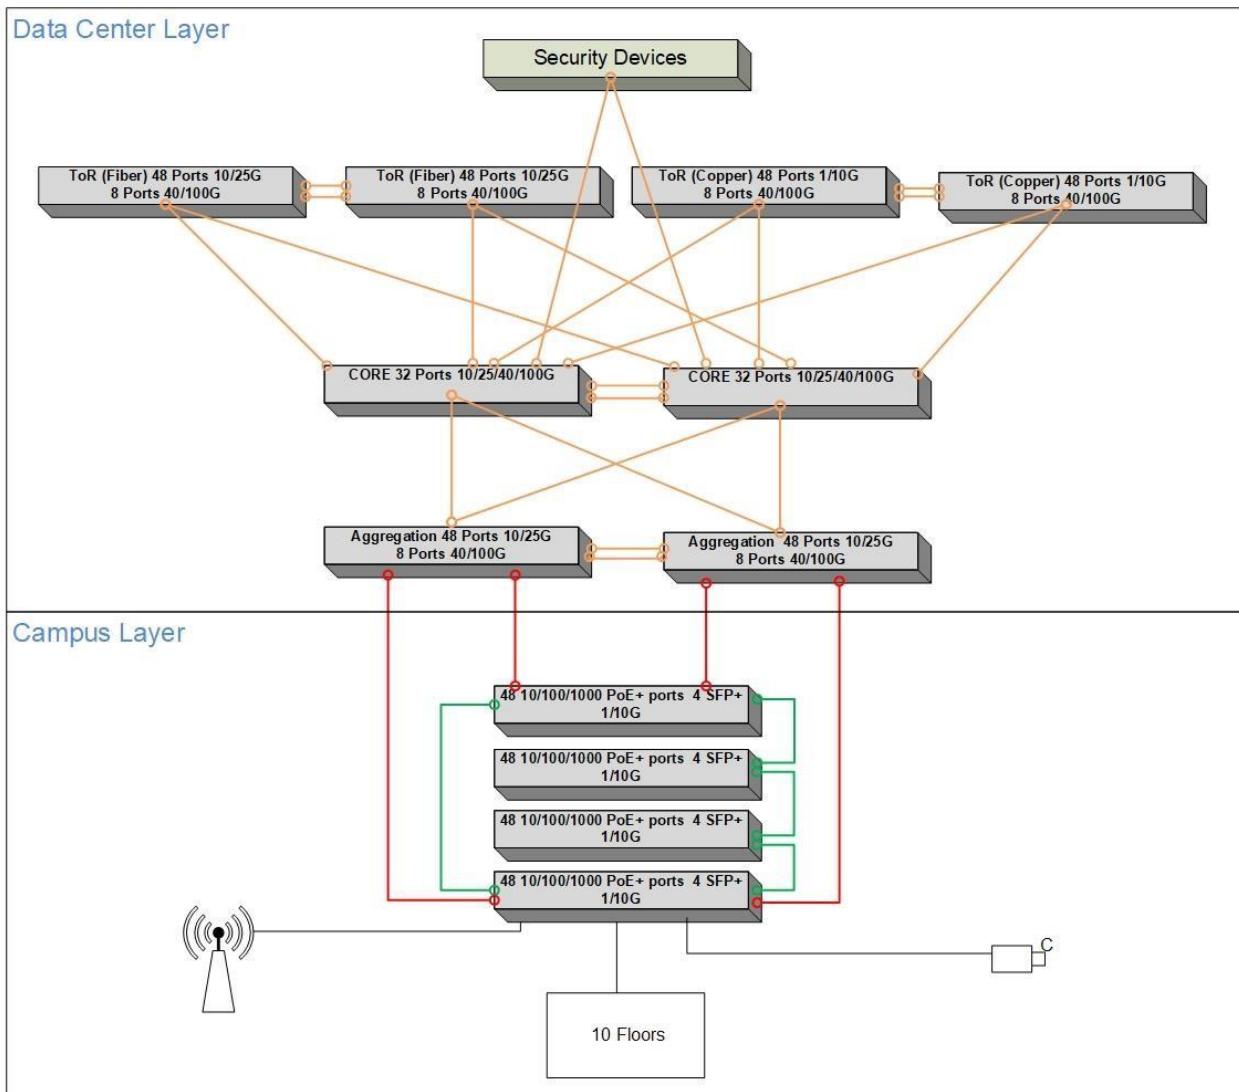 Data Center Layer
Security Devices
ToR (Fiber) 48 Ports 10/25G
8 Ports 40/100G
ToR (Fiber) 48 Ports 10/25G
8 Ports 40/100G
ToR (Copper) 48 Ports 1/10G
8 Ports 40/100G
ToR (Copper) 48 Ports 1/10G
8 Ports 40/100G
CORE 32 Ports 10/25/40/100G
CORE 32 Ports 10/25/40/100G
Aggregation 48 Ports 10/25G
8 Ports 40/100G
Aggregation 48 Ports 10/25G
8 Ports 40/100G
Campus Layer
48 10/100/1000 PoE+ ports 4 SFP+
1/10G
48 10/100/1000 PoE+ ports 4 SFP+
1/10G
48 10/100/1000 PoE+ ports 4 SFP+
1/10G
48 10/100/1000 PoE+ ports 4 SFP+
1/10G
C
10 Floors